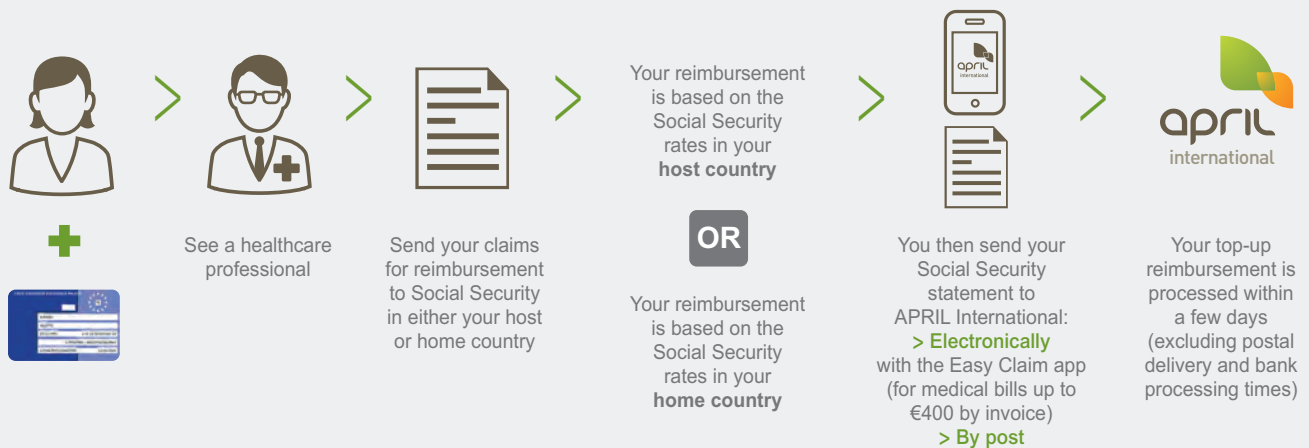 See a healthcare
professional
Send your claims
for reimbursement
to Social Security
in either your host
or home country
Your reimbursement
is based on the
Social Security
rates in your
host country
OR
Your reimbursement
is based on the
Social Security
rates in your
home country
april
international
You then send your
Social Security
statement to
APRIL International:
> Electronically
with the Easy Claim app
(for medical bills up to
€400 by invoice)
> By post
april
international
Your top-up
reimbursement is
processed within
a few days
(excluding postal
delivery and bank
processing times)